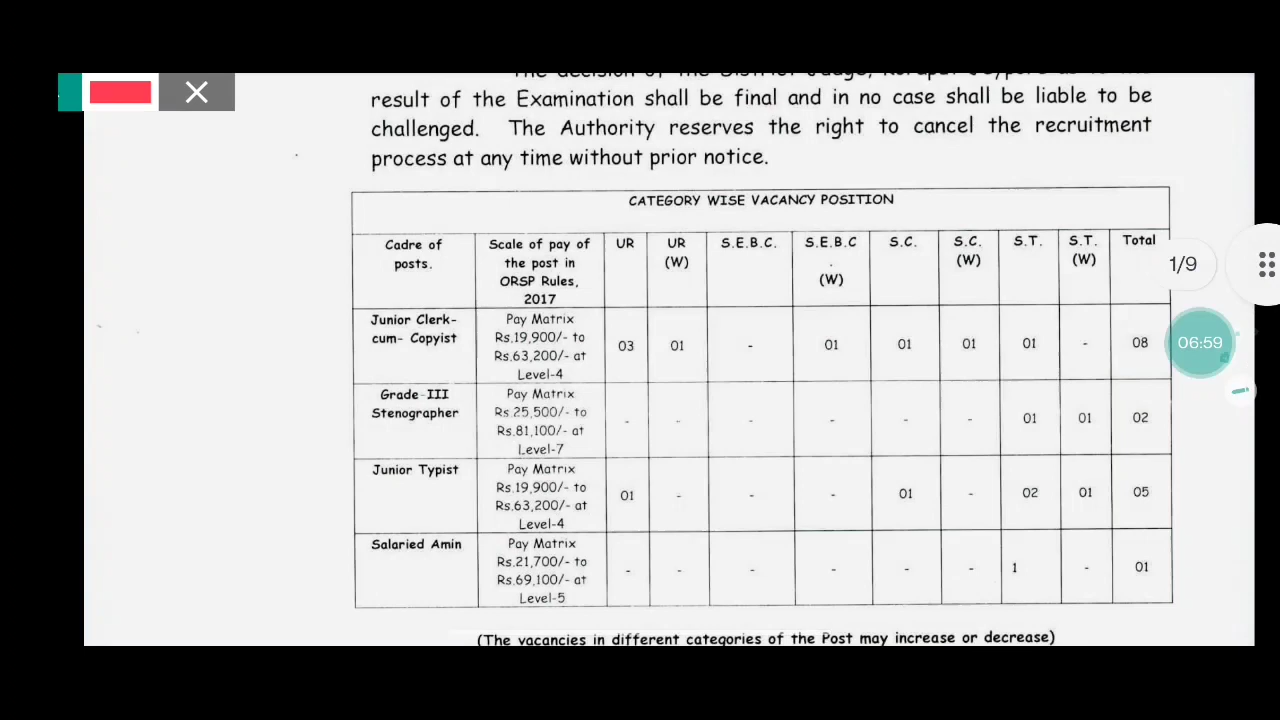 result of the Examination shall be final and in no case shall be liable to be
challenged. The Authority reserves the right to cancel the recruitment
process at any time without prior notice.
CATEGORY WISE VACANCY POSITION
Cadre of posts. Scale of pay of the post in ORSP Rules, 2017 UR UR (W) S.E.B.C. S.E.B.C . (W) S.C. S.C. (W) S.T. S.T. (W) Total
Junior Clerk-cum- Copyist Pay Matrix Rs.19,900/- to Rs.63,200/- at Level-4 03 01 - 01 01 01 01 - 08
Grade-III Stenographer Pay Matrix Rs.25,500/- to Rs.81,100/- at Level-7 - - - - - - 01 01 02
Junior Typist Pay Matrix Rs.19,900/- to Rs.63,200/- at Level-4 01 - - - 01 - 02 01 05
Salaried Amin Pay Matrix Rs.21,700/- to Rs.69,100/- at Level-5 - - - - - - 1 - 01
(The vacancies in different categories of the Post may increase or decrease)
1/9
06:59